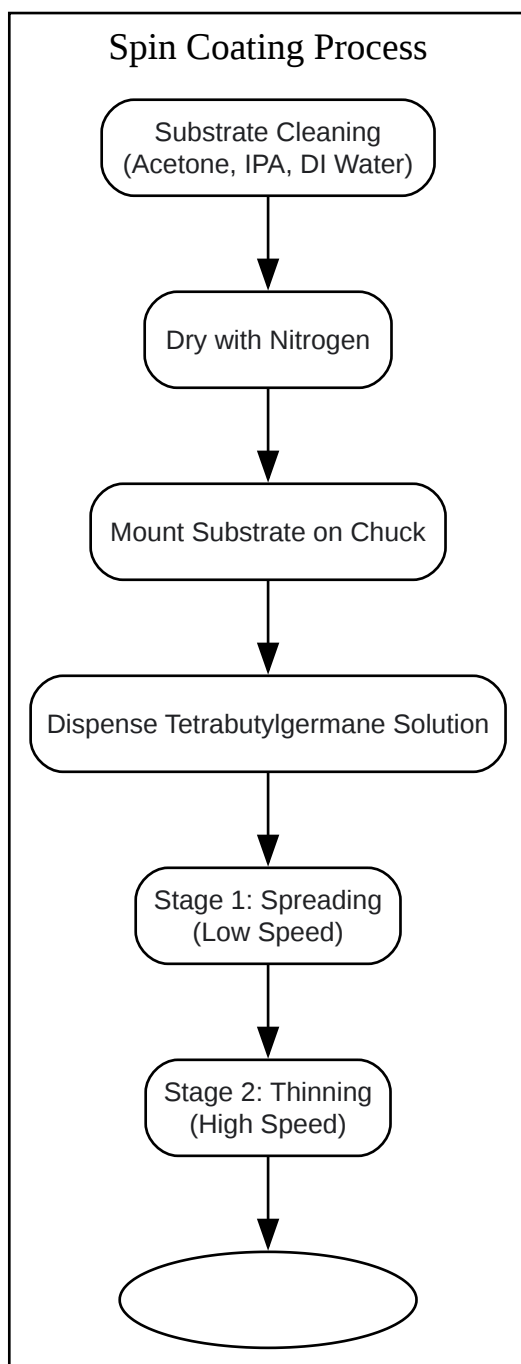 Spin Coating Process
Substrate Cleaning
(Acetone, IPA, DI Water)
Dry with Nitrogen
Mount Substrate on Chuck
Dispense Tetrabutylgermane Solution
Stage 1: Spreading
(Low Speed)
Stage 2: Thinning
(High Speed)